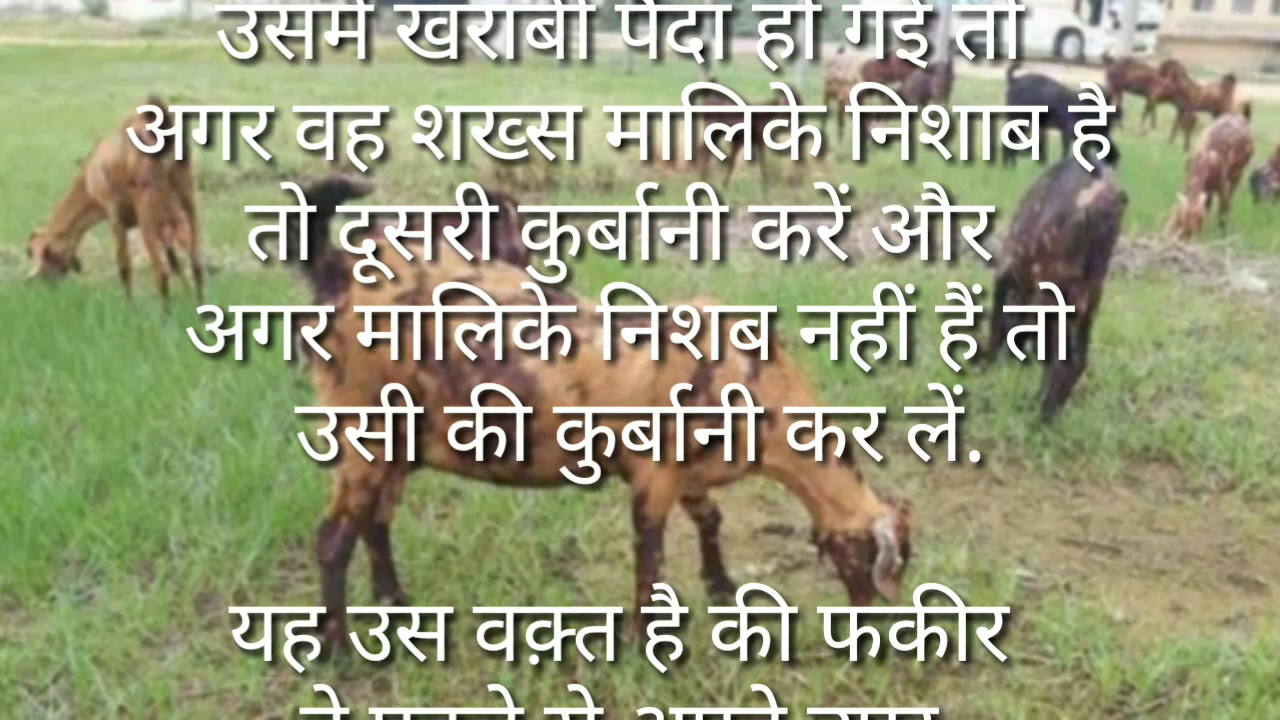 उसमें खराबी पैदा हो गई तो
अगर वह शख्स मालिके निशाब है
तो दूसरी कुर्बानी करें और
अगर मालिके निशब नहीं हैं तो
उसी की कुर्बानी कर लें.
यह उस वक़्त है की फकीर